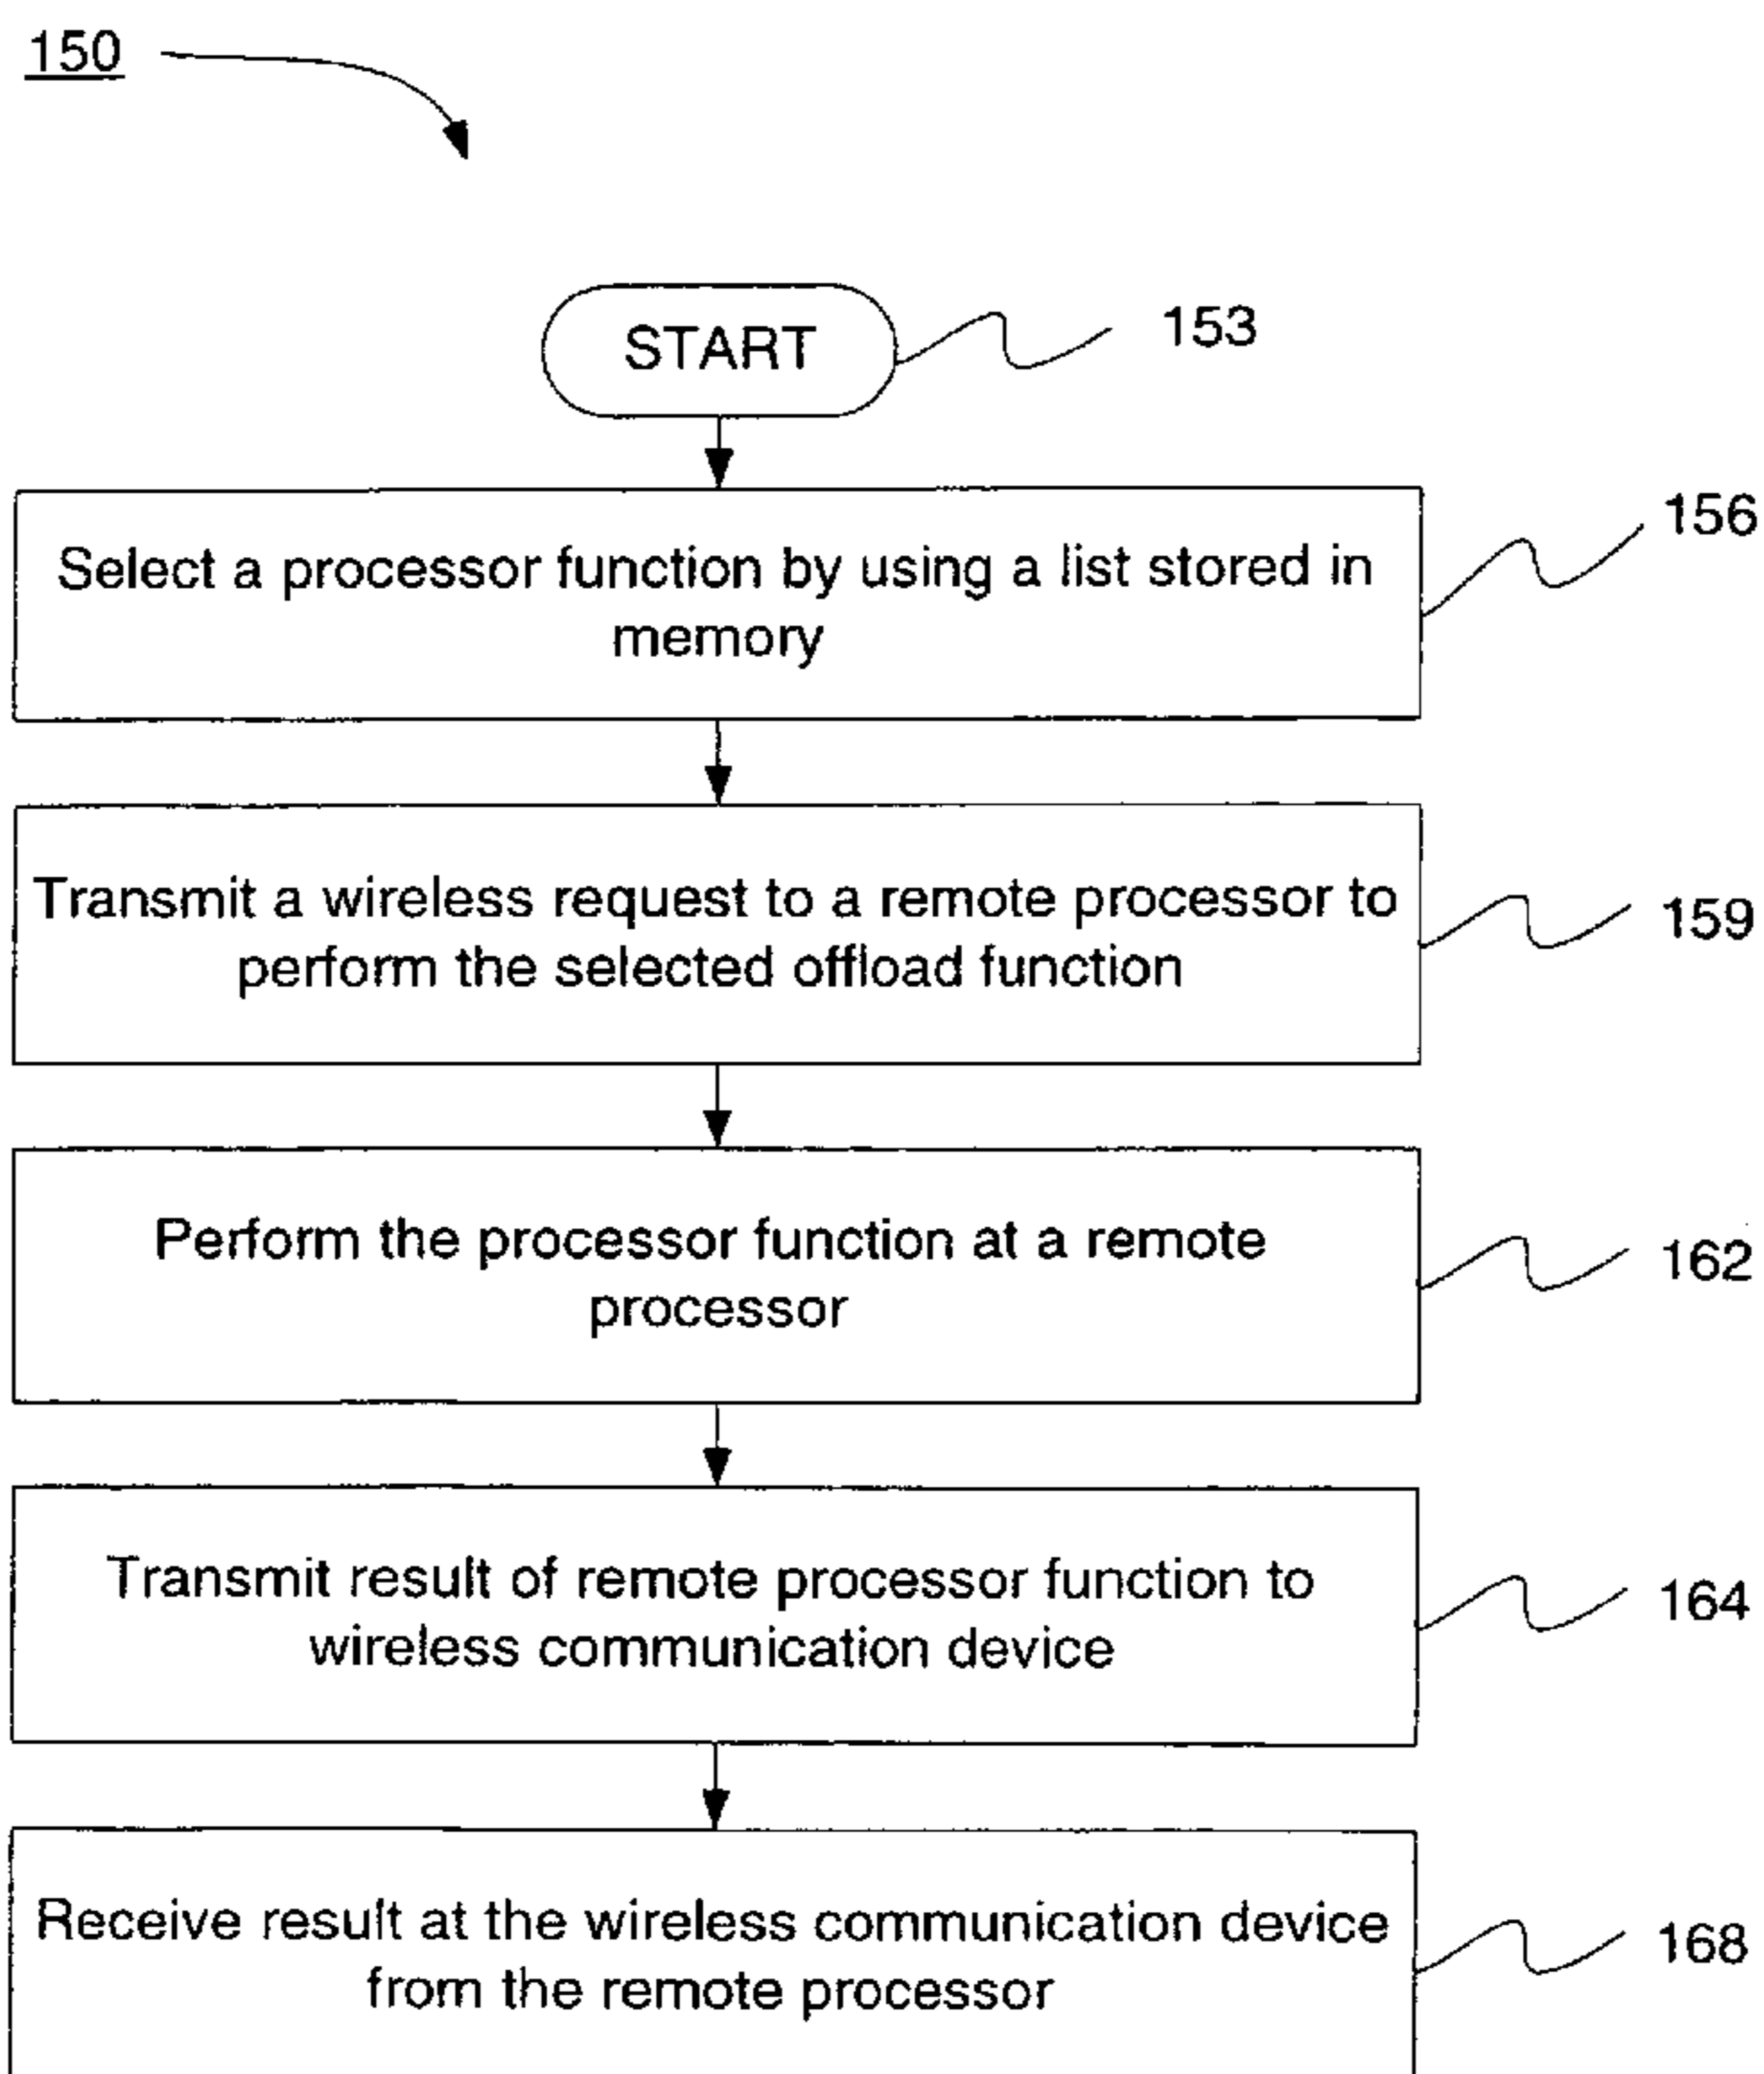 150
START
153
Select a processor function by using a list stored in
memory
156
Transmit a wireless request to a remote processor to
perform the selected offload function
159
Perform the processor function at a remote
processor
162
Transmit result of remote processor function to
wireless communication device
164
Receive result at the wireless communication device
from the remote processor
168